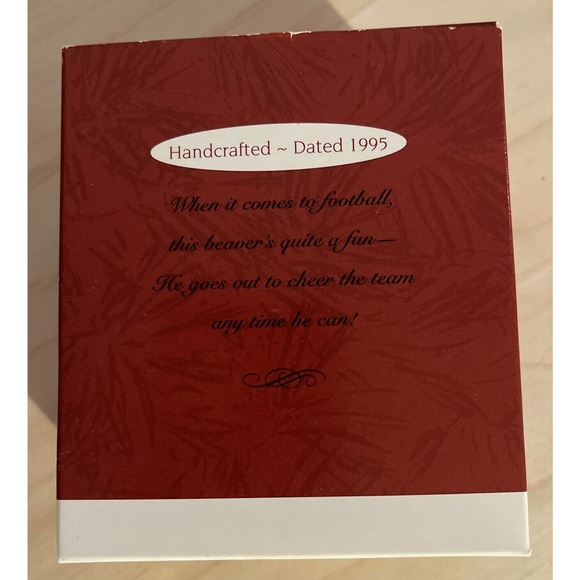 Handcrafted ~ Dated 1995
When it comes to football,
this beaver's quite a fan—
He goes out to cheer the team
any time he can!